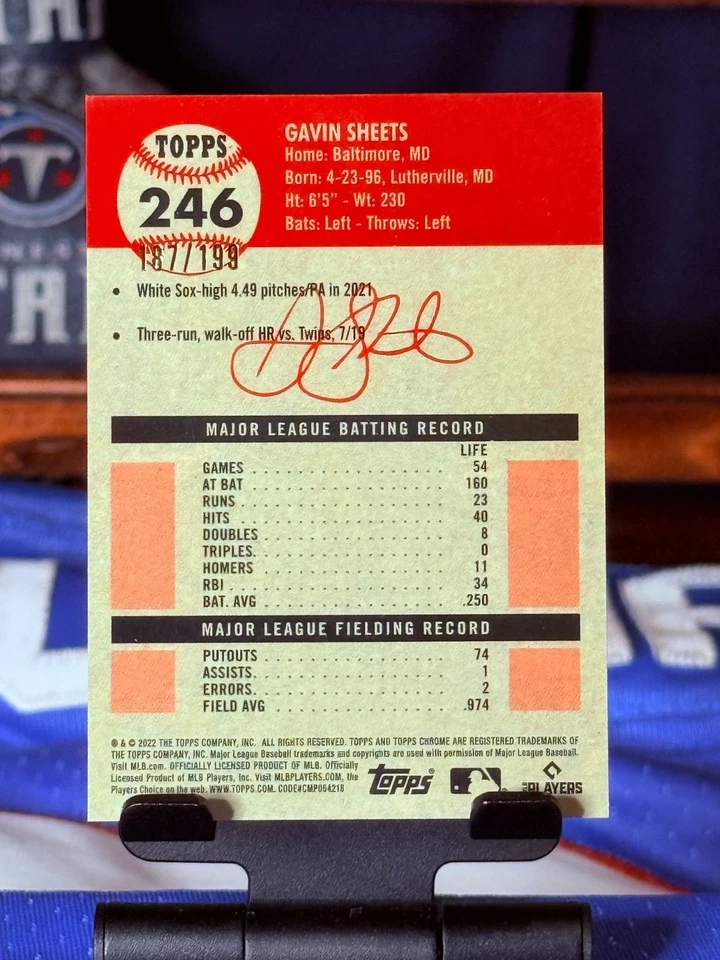 TOPPS
246
187/199
GAVIN SHEETS
Home: Baltimore, MD
Born: 4-23-96, Lutherville, MD
Ht: 6'5" - Wt: 230
Bats: Left - Throws: Left
• White Sox-high 4.49 pitches/PA in 2021
• Three-run, walk-off HR vs. Twins, 7/19
MAJOR LEAGUE BATTING RECORD
LIFE
GAMES 54
AT BAT 160
RUNS 23
HITS 40
DOUBLES 8
TRIPLES. 0
HOMERS 11
RBI 34
BAT. AVG .250
MAJOR LEAGUE FIELDING RECORD
PUTOUTS 74
ASSISTS. 1
ERRORS. 2
FIELD AVG .974
® & © 2022 THE TOPPS COMPANY, INC. ALL RIGHTS RESERVED. TOPPS AND TOPPS CHROME ARE REGISTERED TRADEMARKS OF
THE TOPPS COMPANY, INC. Major League Baseball trademarks and copyrights are used with permission of Major League Baseball.
Visit MLB.com. OFFICIALLY LICENSED PRODUCT OF MLB. Officially
Licensed Product of MLB Players, Inc. Visit MLBPLAYERS.COM, the
Players Choice on the web. WWW.TOPPS.COM. CODE#CMP064218
Topps®
MLB PLAYERS